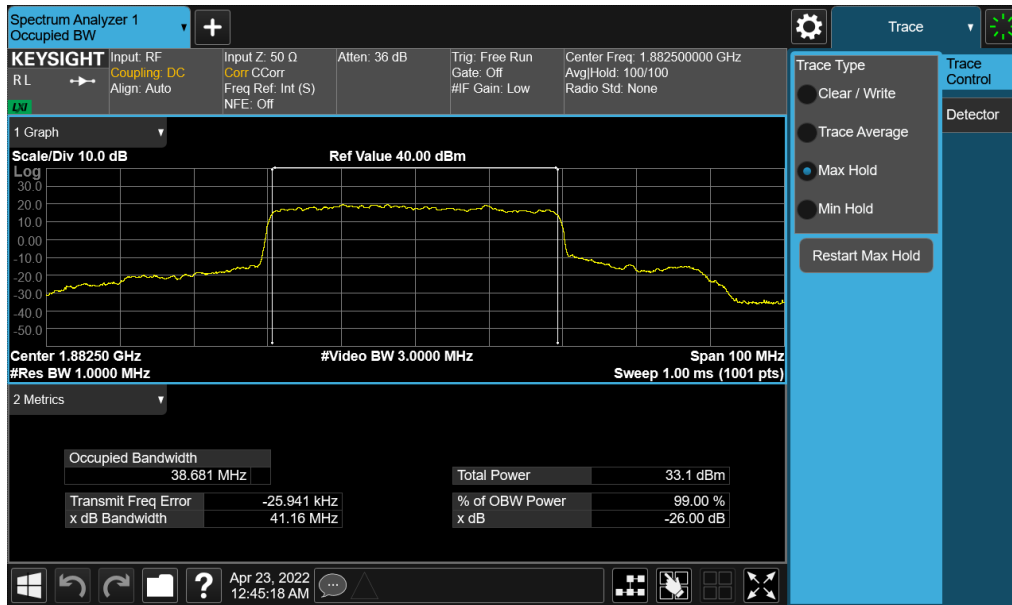 Spectrum Analyzer 1
Occupied BW
+
Trace
KEYSIGHT
R L
LXI
Input: RF
Coupling: DC
Align: Auto
Input Z: 50 Ω
Corr CCorr
Freq Ref: Int (S)
NFE: Off
Atten: 36 dB
Trig: Free Run
Gate: Off
#IF Gain: Low
Center Freq: 1.882500000 GHz
Avg|Hold: 100/100
Radio Std: None
Trace Type
Clear / Write
Trace Average
Max Hold
Min Hold
Restart Max Hold
Trace
Control
Detector
1 Graph
Scale/Div 10.0 dB
Ref Value 40.00 dBm
Log
30.0
20.0
10.0
0.00
-10.0
-20.0
-30.0
-40.0
-50.0
Center 1.88250 GHz
#Video BW 3.0000 MHz
Span 100 MHz
#Res BW 1.0000 MHz
Sweep 1.00 ms (1001 pts)
2 Metrics
Occupied Bandwidth
38.681 MHz
Total Power 33.1 dBm
Transmit Freq Error -25.941 kHz
% of OBW Power 99.00 %
x dB Bandwidth 41.16 MHz
x dB -26.00 dB
?
Apr 23, 2022
12:45:18 AM